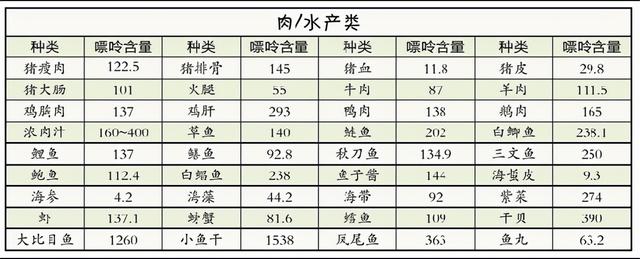 肉/水产类
种类 嘌呤含量 种类 嘌呤含量 种类 嘌呤含量 种类 嘌呤含量
猪瘦肉 122.5 猪排骨 145 猪血 11.8 猪皮 29.8
猪大肠 101 火腿 55 牛肉 87 羊肉 111.5
鸡胸肉 137 鸡肝 293 鸭肉 138 鹅肉 165
浓肉汁 160~400 草鱼 140 鲢鱼 202 白鲫鱼 238.1
鲤鱼 137 鳝鱼 92.8 秋刀鱼 134.9 三文鱼 250
鲍鱼 112.4 白鲳鱼 238 鱼子酱 144 海蜇皮 9.3
海参 4.2 海藻 44.2 海带 92 紫菜 274
虾 137.1 螃蟹 81.6 鳕鱼 109 干贝 390
大比目鱼 1260 小鱼干 1538 凤尾鱼 363 鱼丸 63.2